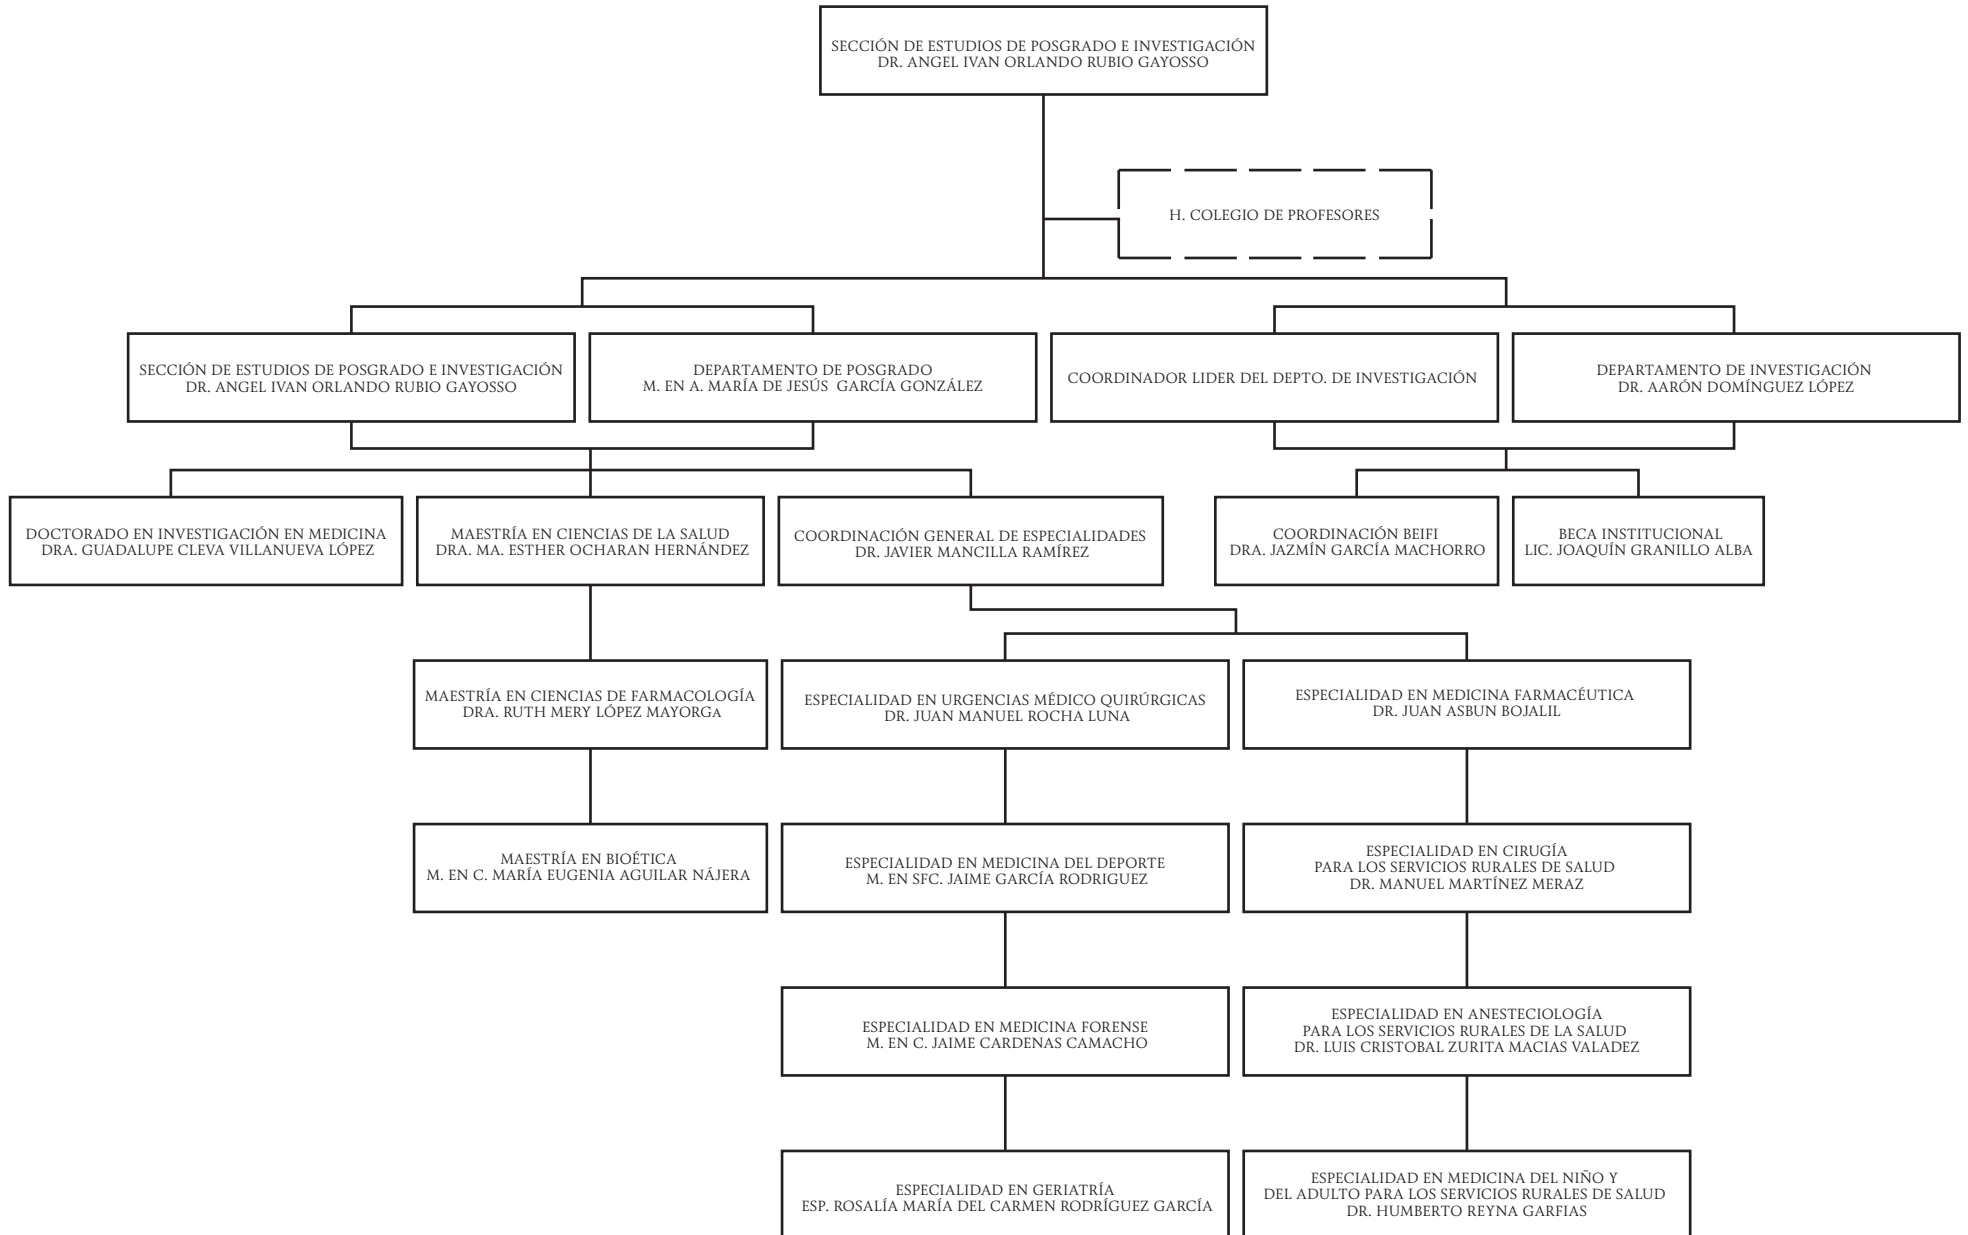 SECCIÓN DE ESTUDIOS DE POSGRADO E INVESTIGACIÓN
DR. ANGEL IVAN ORLANDO RUBIO GAYOSSO
H. COLEGIO DE PROFESORES
SECCIÓN DE ESTUDIOS DE POSGRADO E INVESTIGACIÓN
DR. ANGEL IVAN ORLANDO RUBIO GAYOSSO
DEPARTAMENTO DE POSGRADO
M. EN A. MARÍA DE JESÚS GARCÍA GONZÁLEZ
COORDINADOR LIDER DEL DEPTO. DE INVESTIGACIÓN
DEPARTAMENTO DE INVESTIGACIÓN
DR. AARÓN DOMÍNGUEZ LÓPEZ
DOCTORADO EN INVESTIGACIÓN EN MEDICINA
DRA. GUADALUPE CLEVA VILLANUEVA LÓPEZ
MAESTRÍA EN CIENCIAS DE LA SALUD
DRA. MA. ESTHER OCHARAN HERNÁNDEZ
COORDINACIÓN GENERAL DE ESPECIALIDADES
DR. JAVIER MANCILLA RAMÍREZ
COORDINACIÓN BEIFI
DRA. JAZMÍN GARCÍA MACHORRO
BECA INSTITUCIONAL
LIC. JOAQUÍN GRANILLO ALBA
MAESTRÍA EN CIENCIAS DE FARMACOLOGÍA
DRA. RUTH MERY LÓPEZ MAYORGa
ESPECIALIDAD EN URGENCIAS MÉDICO QUIRÚRGICAS
DR. JUAN MANUEL ROCHA LUNA
ESPECIALIDAD EN MEDICINA FARMACÉUTICA
DR. JUAN ASBUN BOJALIL
MAESTRÍA EN BIOÉTICA
M. EN C. MARÍA EUGENIA AGUILAR NÁJERA
ESPECIALIDAD EN MEDICINA DEL DEPORTE
M. EN SFC. JAIME GARCÍA RODRIGUEZ
ESPECIALIDAD EN CIRUGÍA
PARA LOS SERVICIOS RURALES DE SALUD
DR. MANUEL MARTÍNEZ MERAZ
ESPECIALIDAD EN MEDICINA FORENSE
M. EN C. JAIME CARDENAS CAMACHO
ESPECIALIDAD EN ANESTECIOLOGÍA
PARA LOS SERVICIOS RURALES DE LA SALUD
DR. LUIS CRISTOBAL ZURITA MACIAS VALADEZ
ESPECIALIDAD EN GERIATRÍA
ESP. ROSALÍA MARÍA DEL CARMEN RODRÍGUEZ GARCÍA
ESPECIALIDAD EN MEDICINA DEL NIÑO Y
DEL ADULTO PARA LOS SERVICIOS RURALES DE SALUD
DR. HUMBERTO REYNA GARFIAS